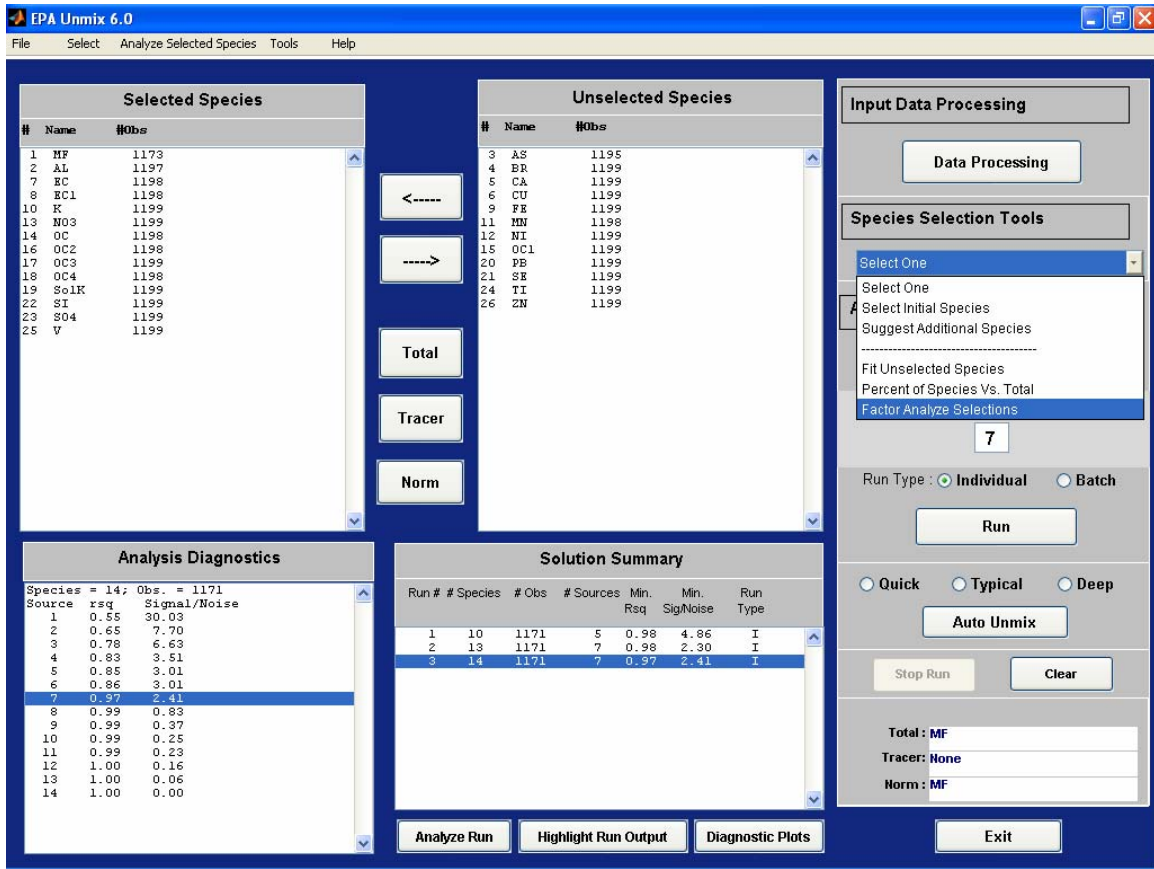 EPA Unmix 6.0
File Select Analyze Selected Species Tools Help
Selected Species
# Name #Obs
1 MF 1173
2 AL 1197
7 EC 1198
8 EC1 1198
10 K 1199
13 NO3 1199
14 OC 1198
16 OC2 1198
17 OC3 1199
18 OC4 1198
19 SolK 1199
22 SI 1199
23 SO4 1199
25 V 1199
<-----
----->
Total
Tracer
Norm
Unselected Species
# Name #Obs
3 AS 1195
4 BR 1199
5 CA 1199
6 CU 1199
9 FE 1199
11 MN 1198
12 NI 1199
15 OC1 1199
20 PB 1199
21 SE 1199
24 TI 1199
26 ZN 1199
Input Data Processing
Data Processing
Species Selection Tools
Select One
Select One
Select Initial Species
Suggest Additional Species
-------------------------------------
Fit Unselected Species
Percent of Species Vs. Total
Factor Analyze Selections
7
Run Type : Individual Batch
Run
Quick Typical Deep
Auto Unmix
Stop Run Clear
Total : MF
Tracer: None
Norm : MF
Exit
Analysis Diagnostics
Species = 14; Obs. = 1171
Source rsq Signal/Noise
1 0.55 30.03
2 0.65 7.70
3 0.78 6.63
4 0.83 3.51
5 0.85 3.01
6 0.86 3.01
7 0.97 2.41
8 0.99 0.83
9 0.99 0.37
10 0.99 0.25
11 0.99 0.23
12 1.00 0.16
13 1.00 0.06
14 1.00 0.00
Solution Summary
Run # # Species # Obs # Sources Min. Min. Run
Rsq Sig/Noise Type
1 10 1171 5 0.98 4.86 I
2 13 1171 7 0.98 2.30 I
3 14 1171 7 0.97 2.41 I
Analyze Run Highlight Run Output Diagnostic Plots